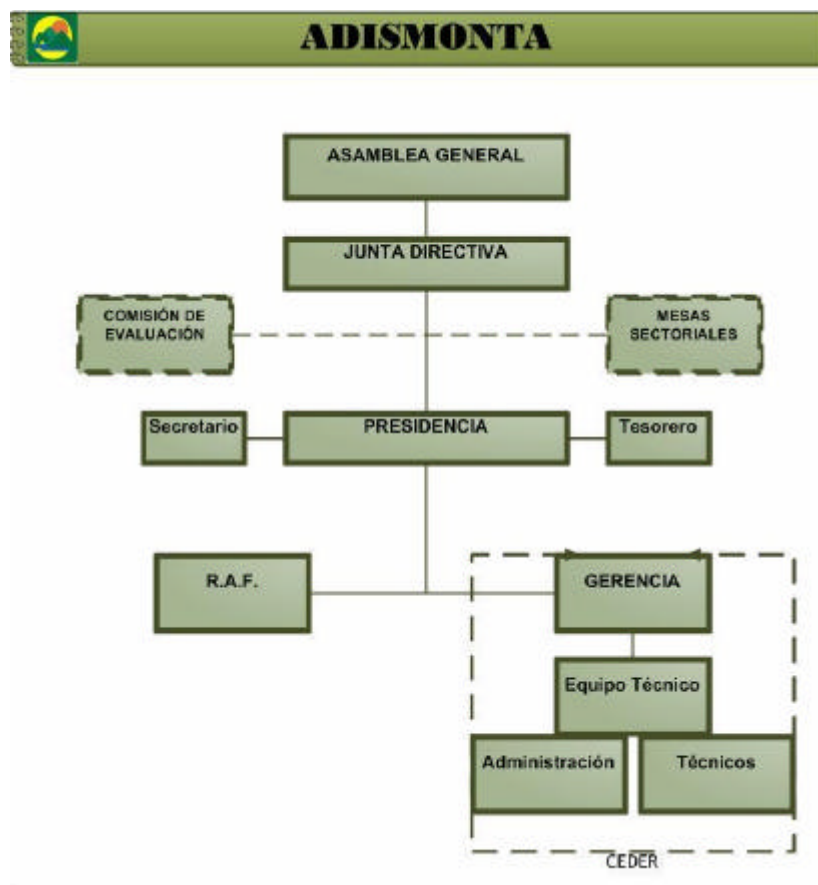 ADISMONTA
ASAMBLEA GENERAL
JUNTA DIRECTIVA
COMISIÓN DE
EVALUACIÓN
MESAS
SECTORIALES
Secretario
PRESIDENCIA
Tesorero
R.A.F.
GERENCIA
Equipo Técnico
Administración
Técnicos
CEDER